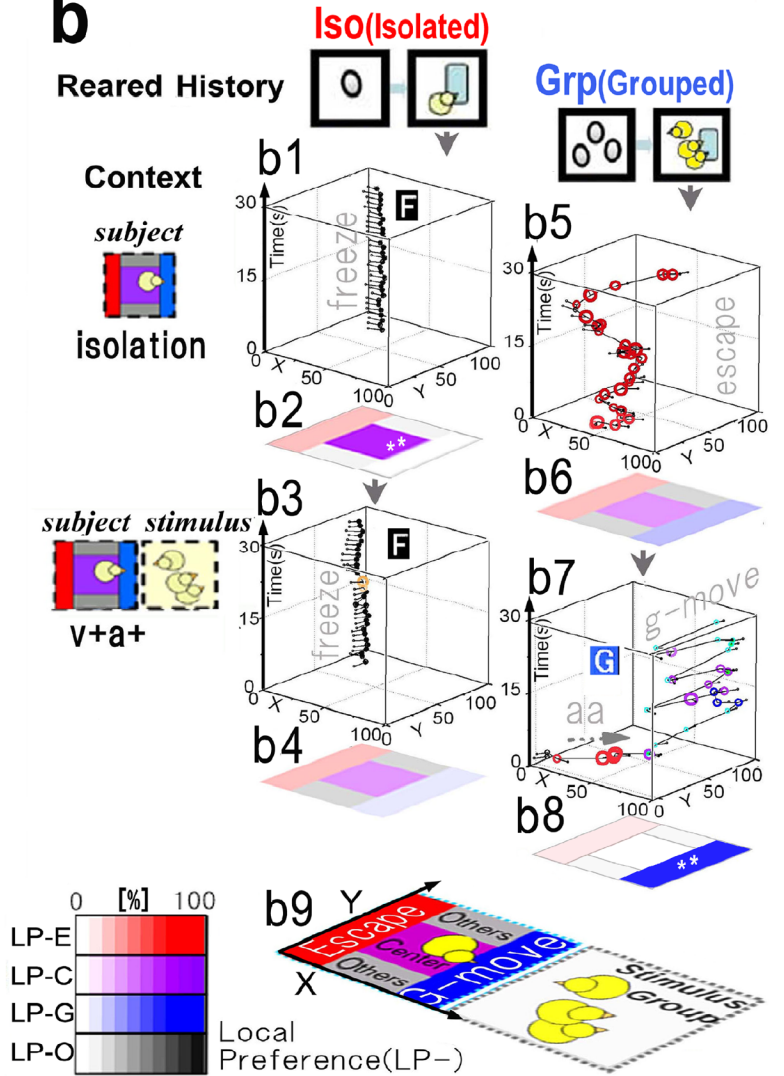 b
Iso(Isolated)
Reared History
Grp(Grouped)
Context
subject
isolation
b1
F
freeze
Time(s)
30
15
0
0
X
50
100
0
Y
50
100
b5
escape
Time(s)
30
15
0
0
X
50
100
0
Y
50
100
b2
**
b6
subject stimulus
v+a+
b3
F
freeze
Time(s)
30
15
0
0
X
50
100
0
Y
50
100
b7
g-move
G
aa
Time(s)
30
15
0
0
X
50
100
0
Y
50
100
b4
b8
**
0 [%] 100
LP-E
LP-C
LP-G
LP-O
Local
Preference(LP-)
b9
Y
X
Escape
Others
Center
Others
G-move
Stimulus
Group